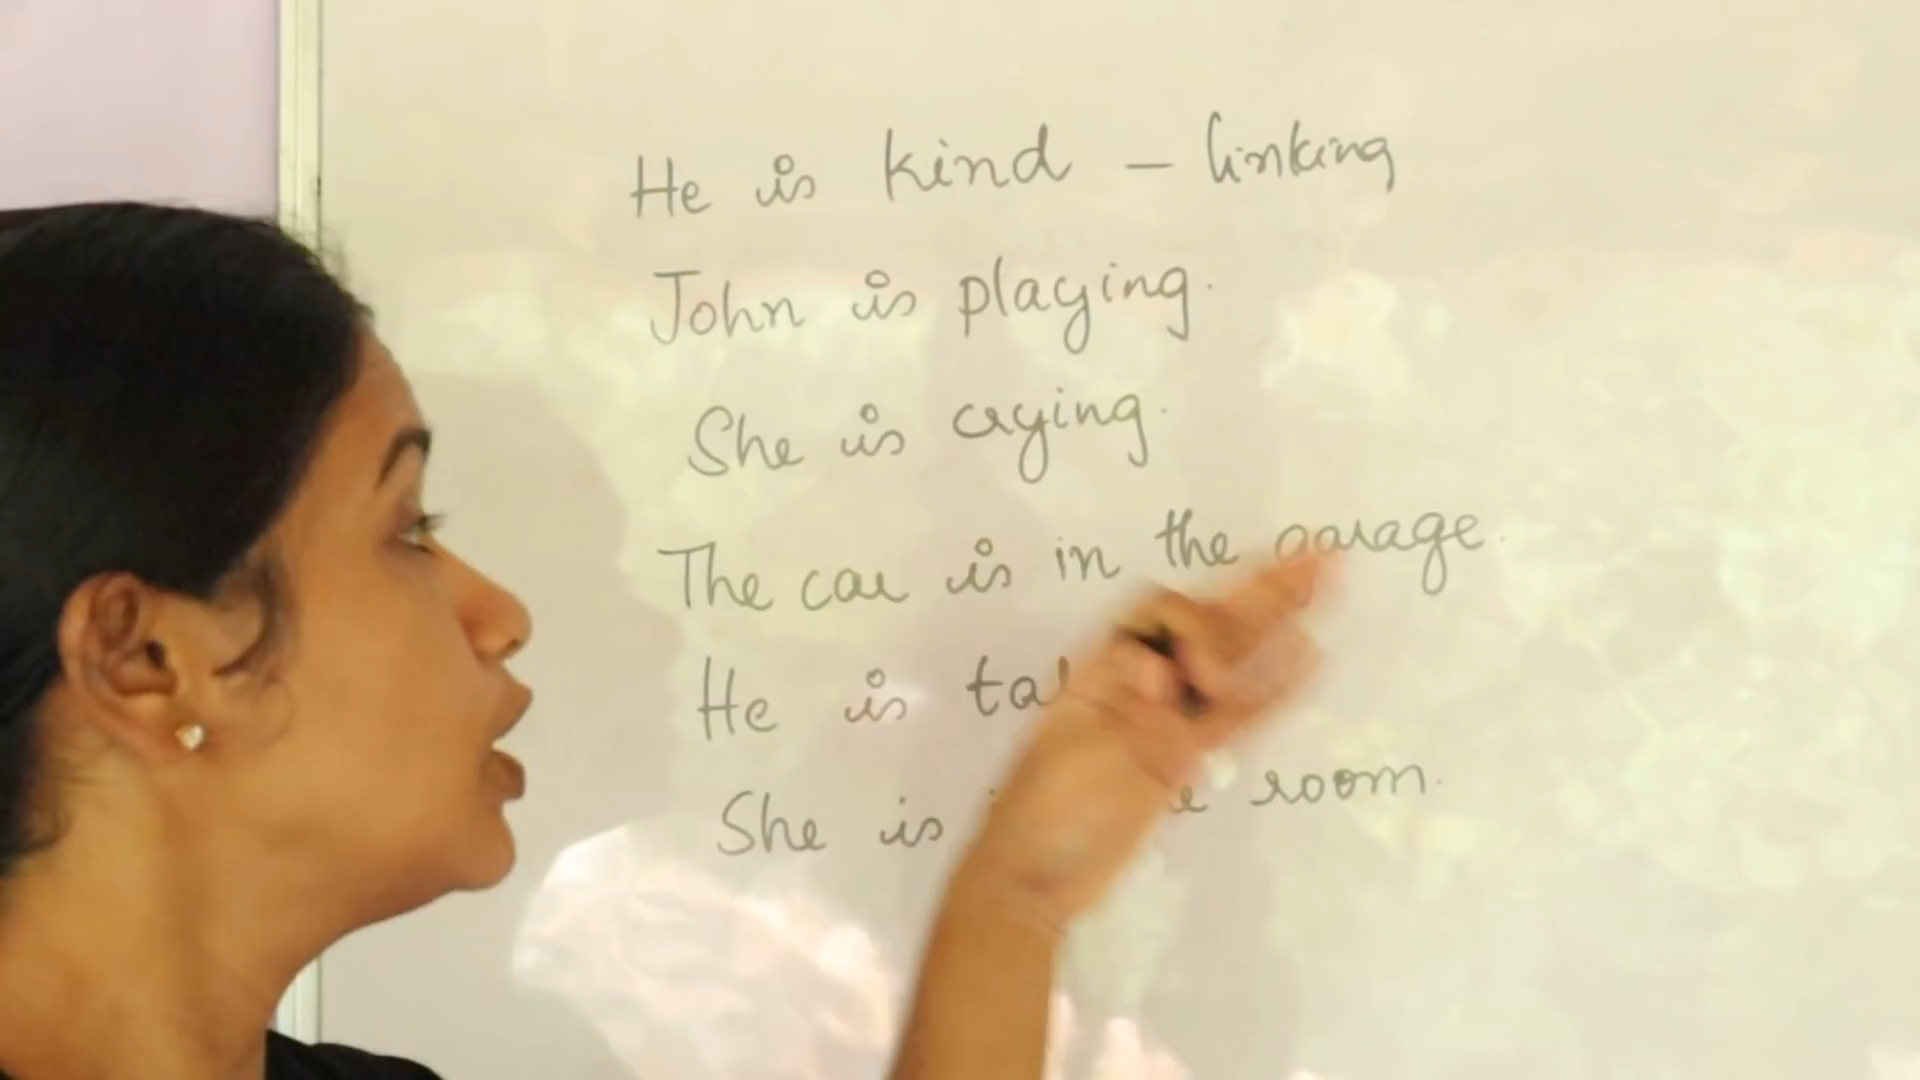 He is kind - linking
John is playing.
She is crying.
The car is in the garage.
He is
She is room.